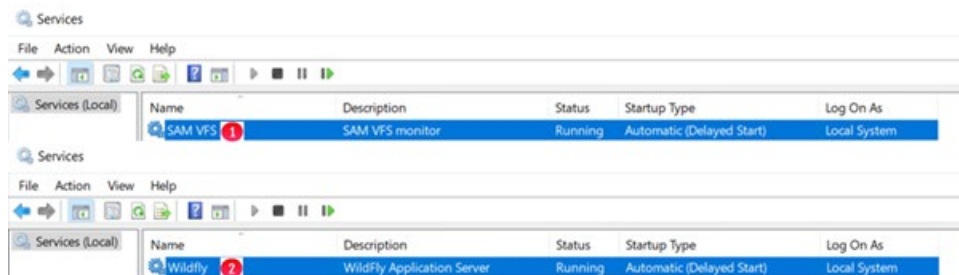 Services
File Action View Help
Services (Local)
Name Description Status Startup Type Log On As
SAM VFS 1 SAM VFS monitor Running Automatic (Delayed Start) Local System
Services
File Action View Help
Services (Local)
Name Description Status Startup Type Log On As
Wildfly 2 WildFly Application Server Running Automatic (Delayed Start) Local System